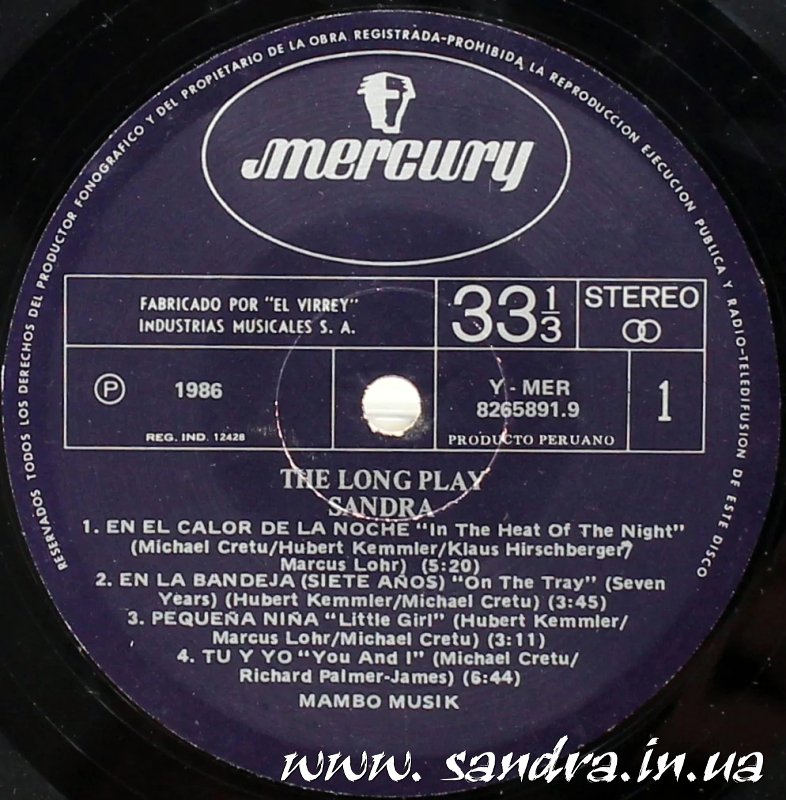 RESERVADOS TODOS LOS DERECHOS DEL PRODUCTOR FONOGRAFICO Y DEL PROPIETARIO DE LA OBRA REGISTRADA-PROHIBIDA LA REPRODUCCION EJECUCION PUBLICA Y RADIO-TELEDIFUSION DE ESTE DISCO
mercury
FABRICADO POR "EL VIRREY"
INDUSTRIAS MUSICALES S. A.
33 1/3
STEREO
P 1986
REG. IND. 12428
Y - MER
8265891.9
PRODUCTO PERUANO
1
THE LONG PLAY
SANDRA
1. EN EL CALOR DE LA NOCHE "In The Heat Of The Night"
(Michael Cretu/Hubert Kemmler/Klaus Hirschberger/
Marcus Lohr) (5:20)
2. EN LA BANDEJA (SIETE AÑOS) "On The Tray" (Seven
Years) (Hubert Kemmler/Michael Cretu) (3:45)
3. PEQUEÑA NIÑA "Little Girl" (Hubert Kemmler/
Marcus Lohr/Michael Cretu) (3:11)
4. TU Y YO "You And I" (Michael Cretu/
Richard Palmer-James) (6:44)
MAMBO MUSIK
www. sandra.in.ua